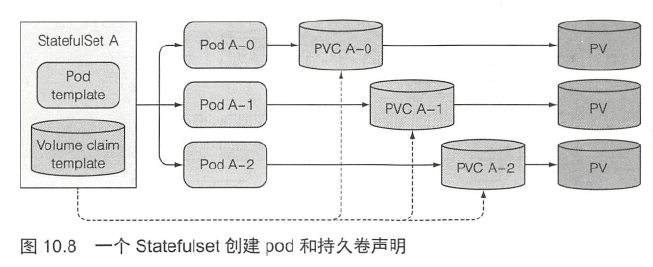 StatefulSet A
Pod
template
Volume claim
template
Pod A-0
PVC A-0
PV
Pod A-1
PVC A-1
PV
Pod A-2
PVC A-2
PV
图 10.8 一个 Statefulset 创建 pod 和持久卷声明